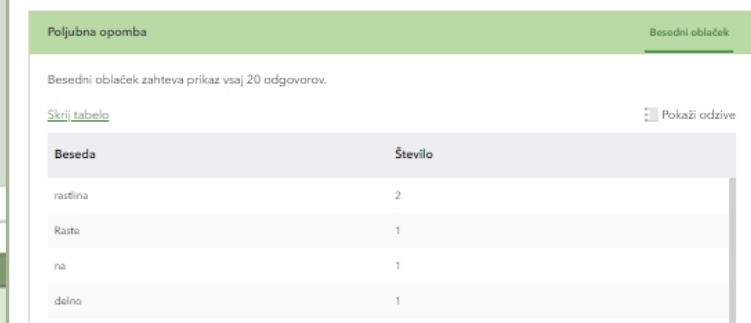 Poljubna opomba Besedni oblaček
Besedni oblaček zahteva prikaz vsaj 20 odgovorov.
Skrij tabelo Pokaži odzive
Beseda Število
rastlina 2
Raste 1
na 1
delno 1